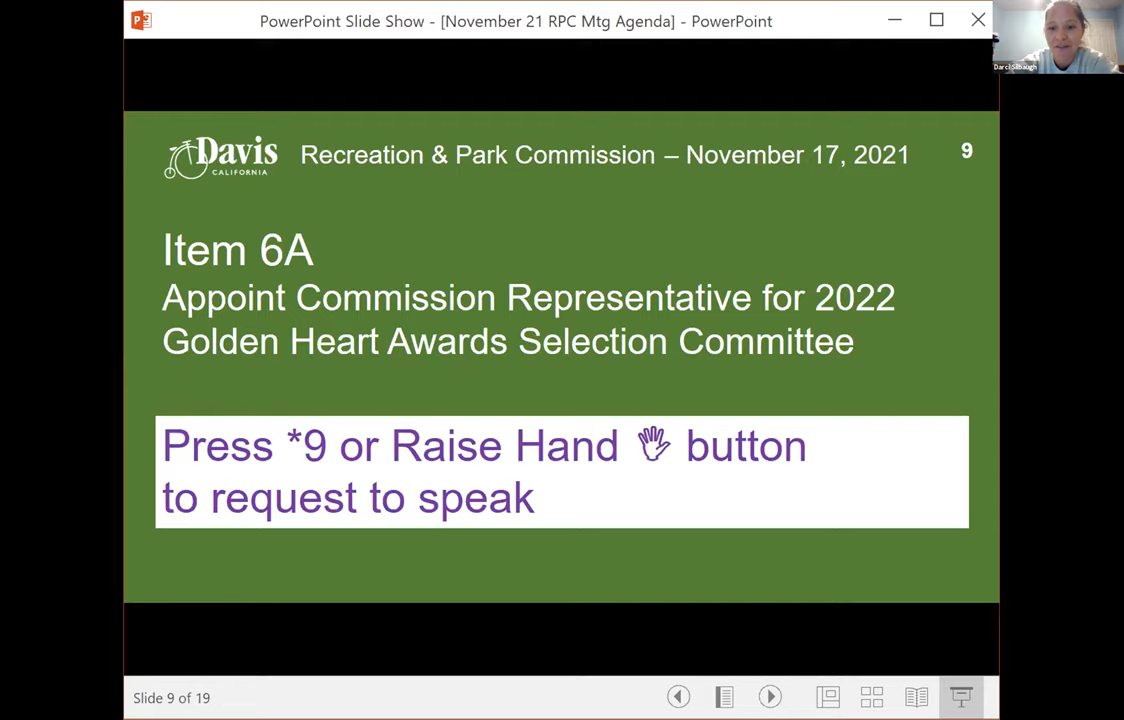 PowerPoint Slide Show - [November 21 RPC Mtg Agenda] - PowerPoint
Darci Silbaugh
Davis
CALIFORNIA
Recreation & Park Commission – November 17, 2021
9
Item 6A
Appoint Commission Representative for 2022
Golden Heart Awards Selection Committee
Press *9 or Raise Hand button
to request to speak
Slide 9 of 19